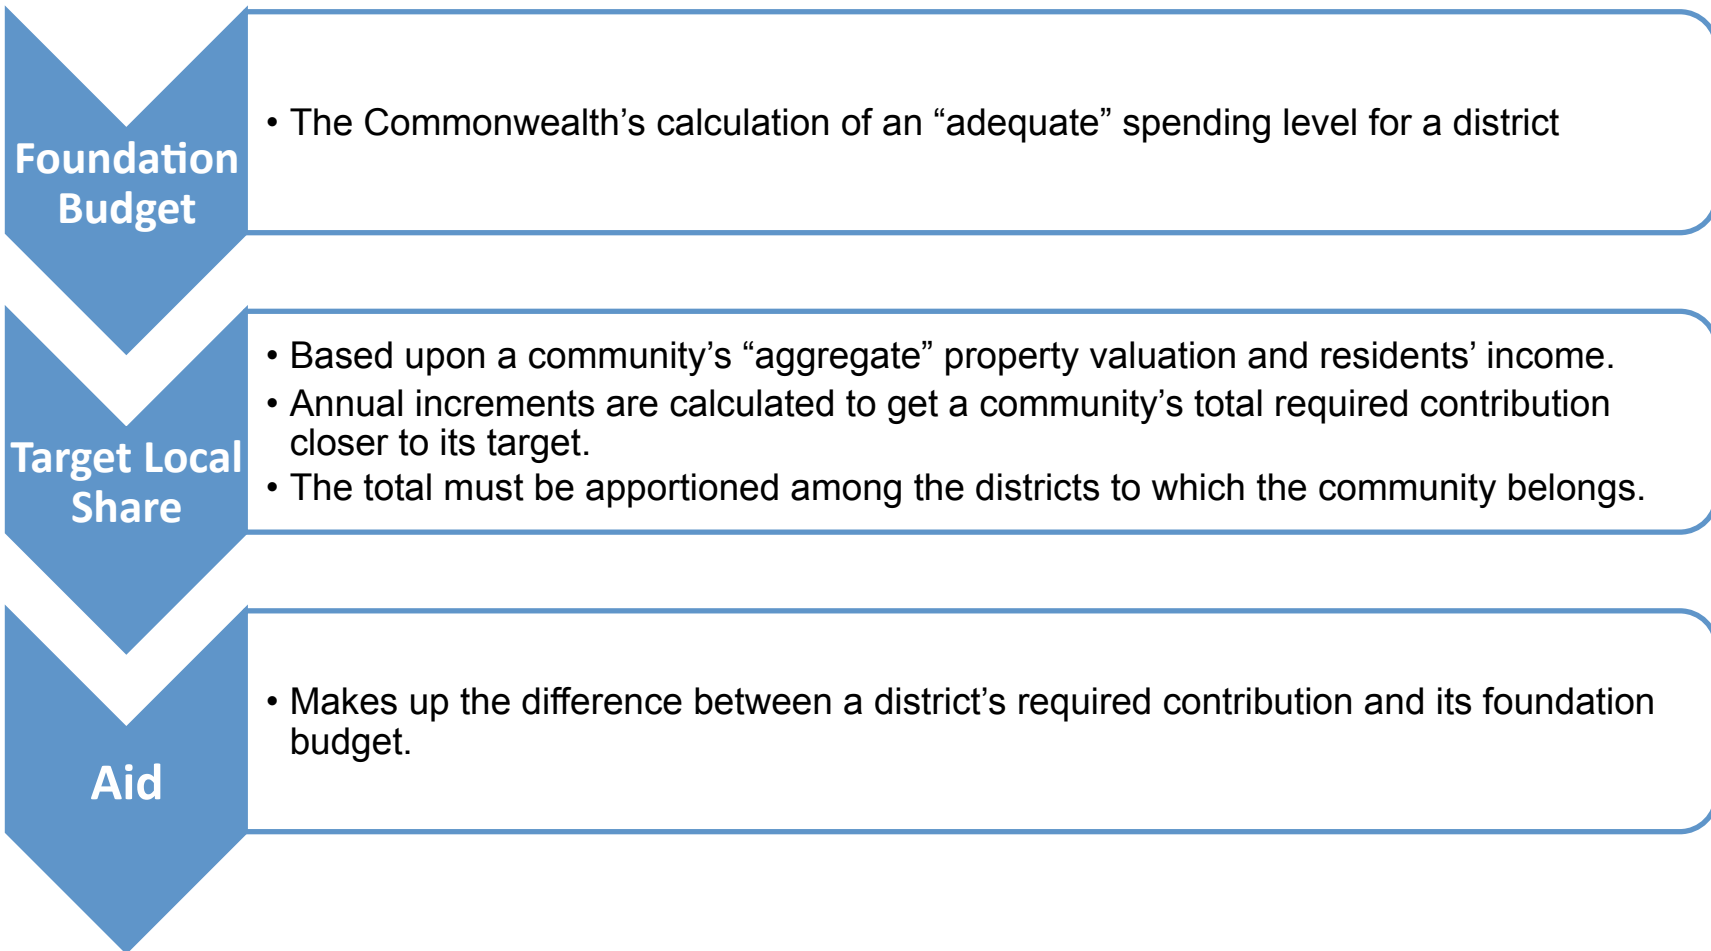 Foundation
Budget
• The Commonwealth’s calculation of an “adequate” spending level for a district
Target Local
Share
• Based upon a community’s “aggregate” property valuation and residents’ income.
• Annual increments are calculated to get a community’s total required contribution
closer to its target.
• The total must be apportioned among the districts to which the community belongs.
Aid
• Makes up the difference between a district’s required contribution and its foundation
budget.